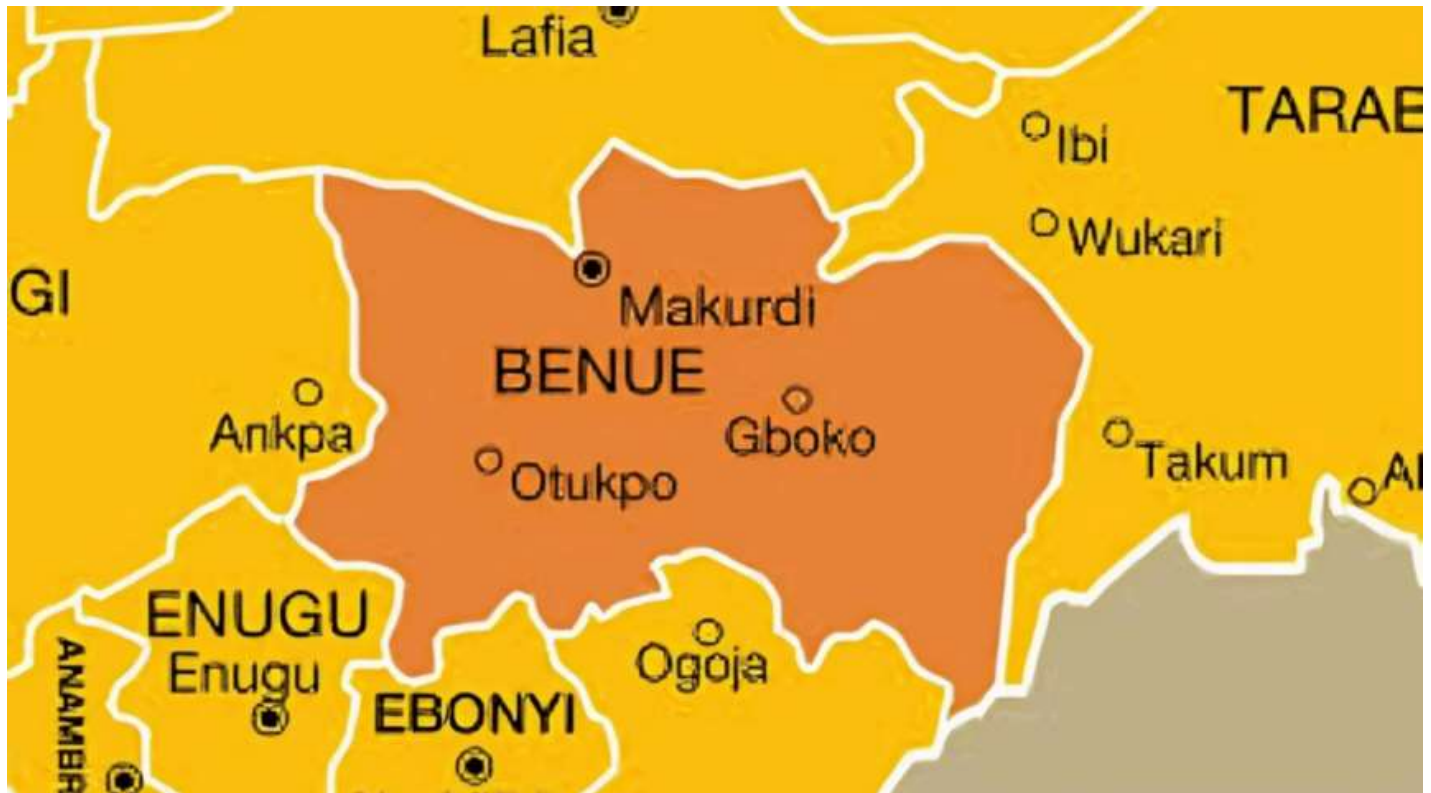 Lafia
TARAB
Ibi
Wukari
GI
Makurdi
BENUE
Ankpa
Gboko
Otukpo
Takum
ENUGU
Enugu
Ogoja
ANAMBR
EBONYI